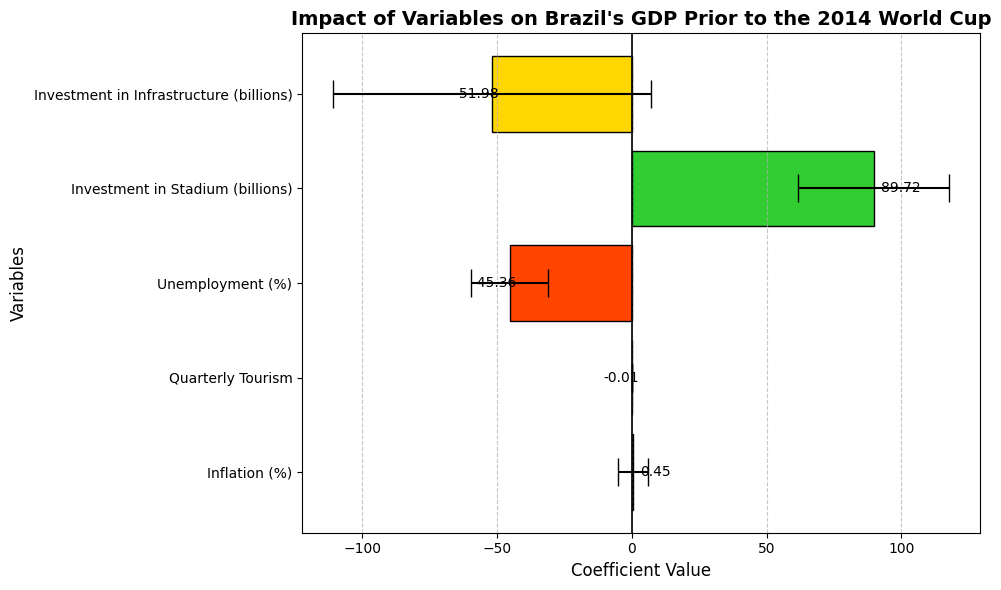 Impact of Variables on Brazil's GDP Prior to the 2014 World Cup
Variables
Investment in Infrastructure (billions)
-51.98
Investment in Stadium (billions)
89.72
Unemployment (%)
-45.36
Quarterly Tourism
-0.01
Inflation (%)
0.45
−100
−50
0
50
100
Coefficient Value